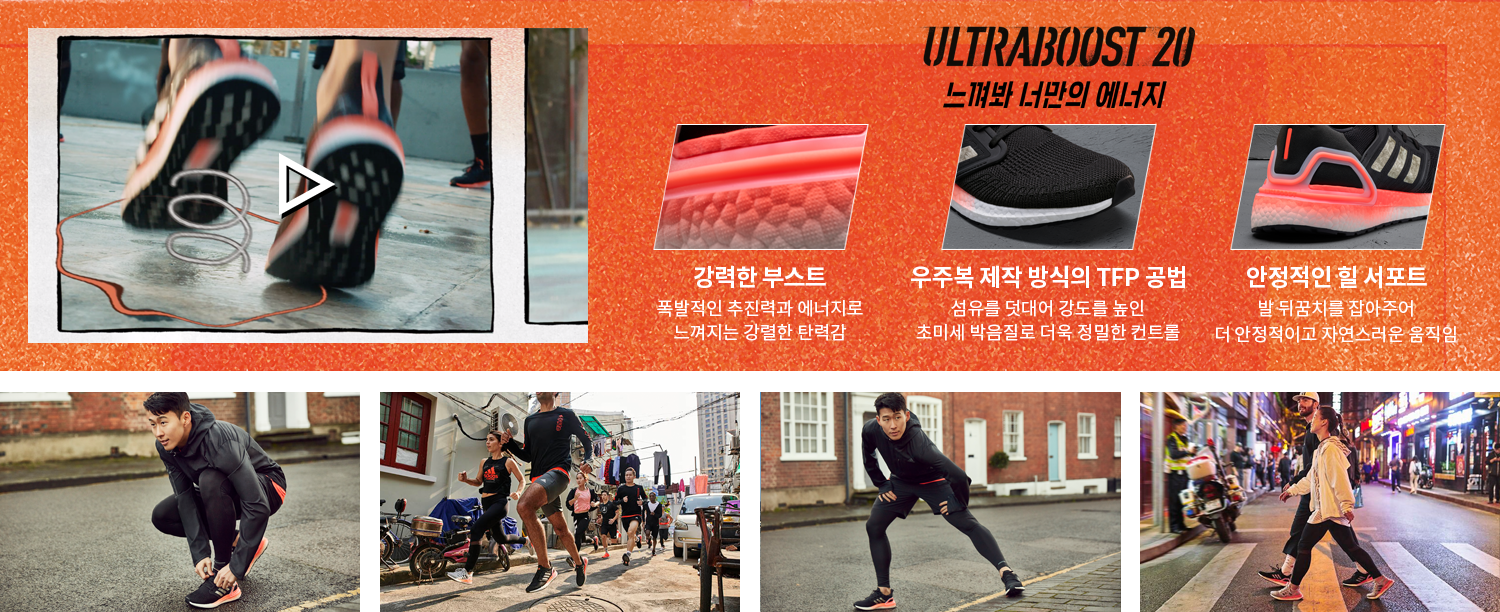 ULTRABOOST 20
느껴봐 너만의 에너지
강력한 부스트
폭발적인 추진력과 에너지로
느껴지는 강렬한 탄력감
우주복 제작 방식의 TFP 공법
섬유를 덧대어 강도를 높인
초미세 박음질로 더욱 정밀한 컨트롤
안정적인 힐 서포트
발 뒤꿈치를 잡아주어
더 안정적이고 자연스러운 움직임